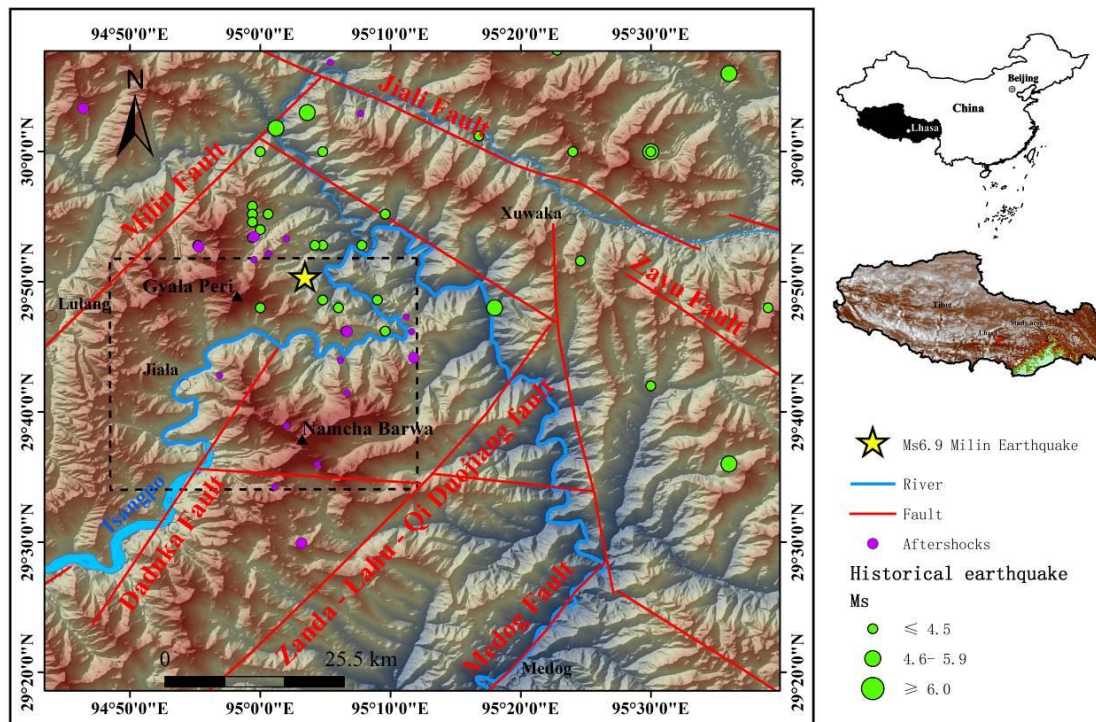 94°50'0"E 95°0'0"E 95°10'0"E 95°20'0"E 95°30'0"E
30°0'0"N
29°50'0"N
29°40'0"N
29°30'0"N
29°20'0"N
N
Jiali Fault
Milin Fault
Xuwaka
Zayu Fault
Gyala Peri
Lulang
Jiala
Namcha Barwa
Tsangpo
Daduka Fault
Zanda - Lahu - Qi Duojiang fault
Medog Fault
Medog
0 25.5 km
30°0'0"N
29°50'0"N
29°40'0"N
29°30'0"N
29°20'0"N
94°50'0"E 95°0'0"E 95°10'0"E 95°20'0"E 95°30'0"E
Beijing
China
Lhasa
Tibet
Lhasa
Study area
Ms6.9 Milin Earthquake
River
Fault
Aftershocks
Historical earthquake
Ms
≤ 4.5
4.6- 5.9
≥ 6.0